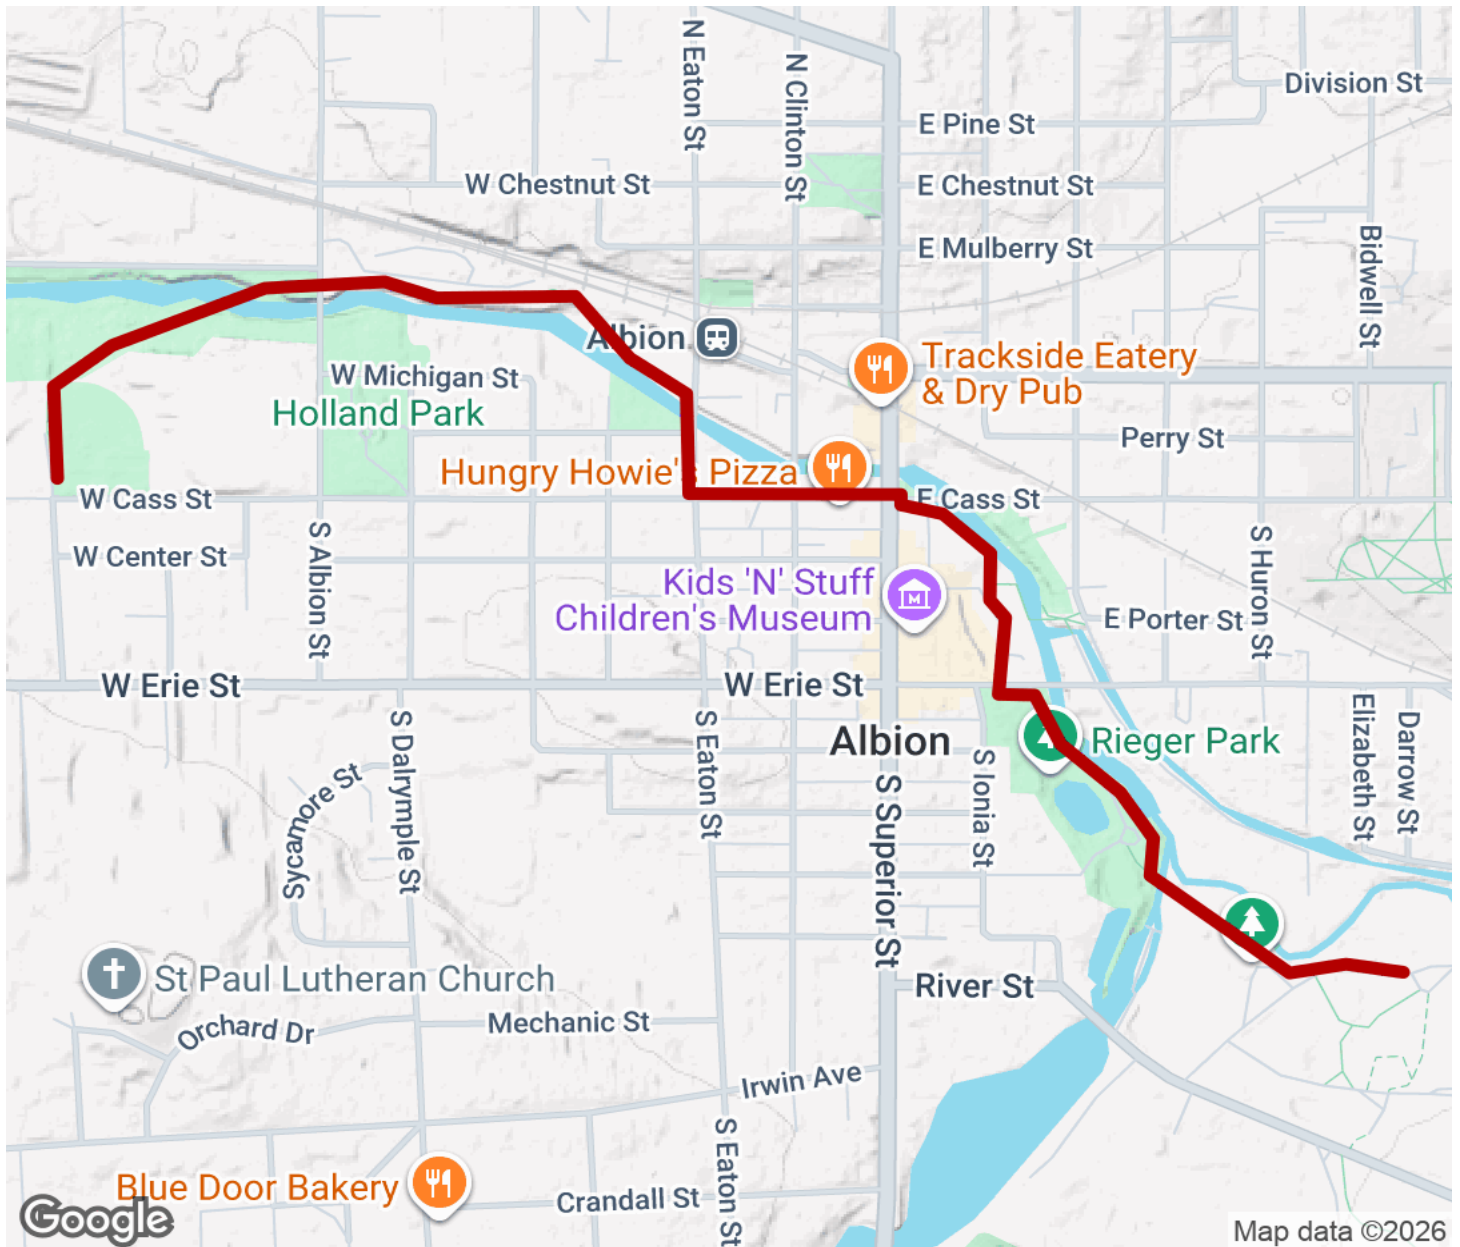 N Eaton St
N Clinton St
Division St
E Pine St
W Chestnut St
E Chestnut St
E Mulberry St
Bidwell St
Albion
Trackside Eatery
& Dry Pub
W Michigan St
Holland Park
Perry St
Hungry Howie's Pizza
W Cass St
E Cass St
S Albion St
W Center St
S Huron St
Kids 'N' Stuff
Children's Museum
E Porter St
W Erie St
W Erie St
Elizabeth St
Darrow St
S Dalrymple St
S Eaton St
Albion
Rieger Park
S Ionia St
Sycamore St
S Superior St
St Paul Lutheran Church
River St
Orchard Dr
Mechanic St
Irwin Ave
S Eaton St
Blue Door Bakery
Crandall St
Google
Map data ©2026